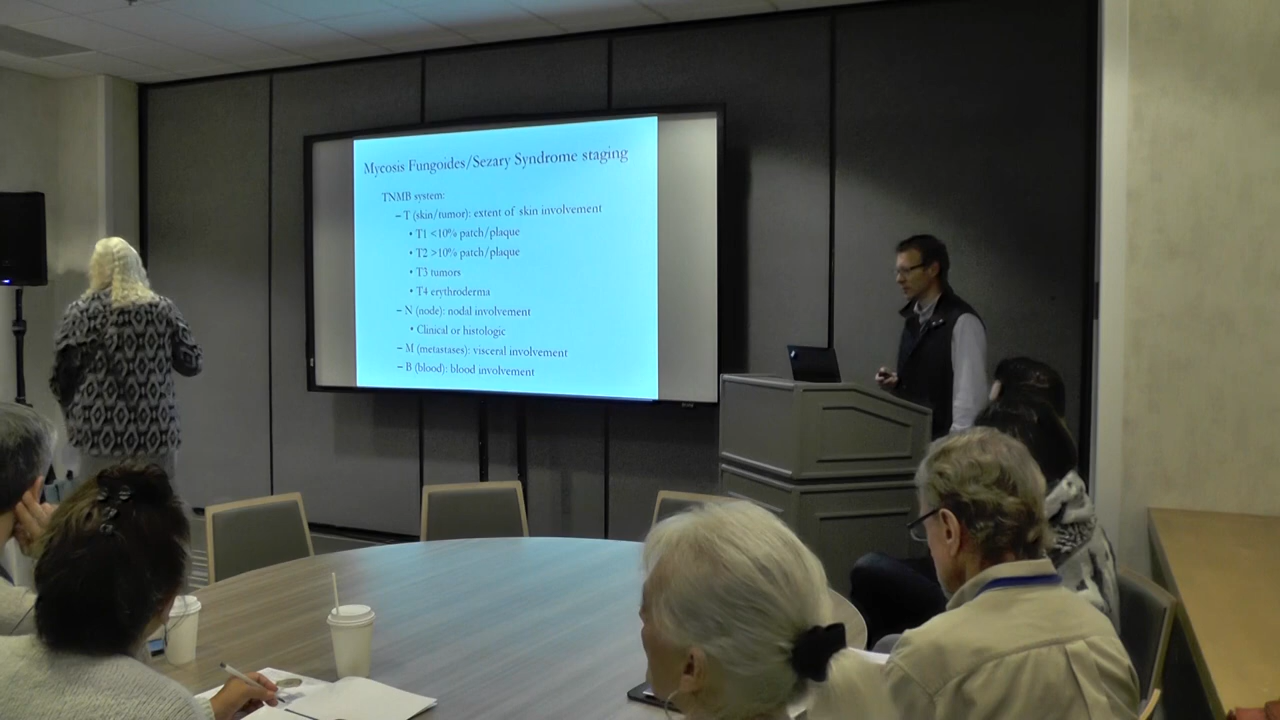 Mycosis Fungoides/Sezary Syndrome staging
TNMB system:
– T (skin/tumor): extent of skin involvement
• T1 <10% patch/plaque
• T2 >10% patch/plaque
• T3 tumors
• T4 erythroderma
– N (node): nodal involvement
• Clinical or histologic
– M (metastases): visceral involvement
– B (blood): blood involvement